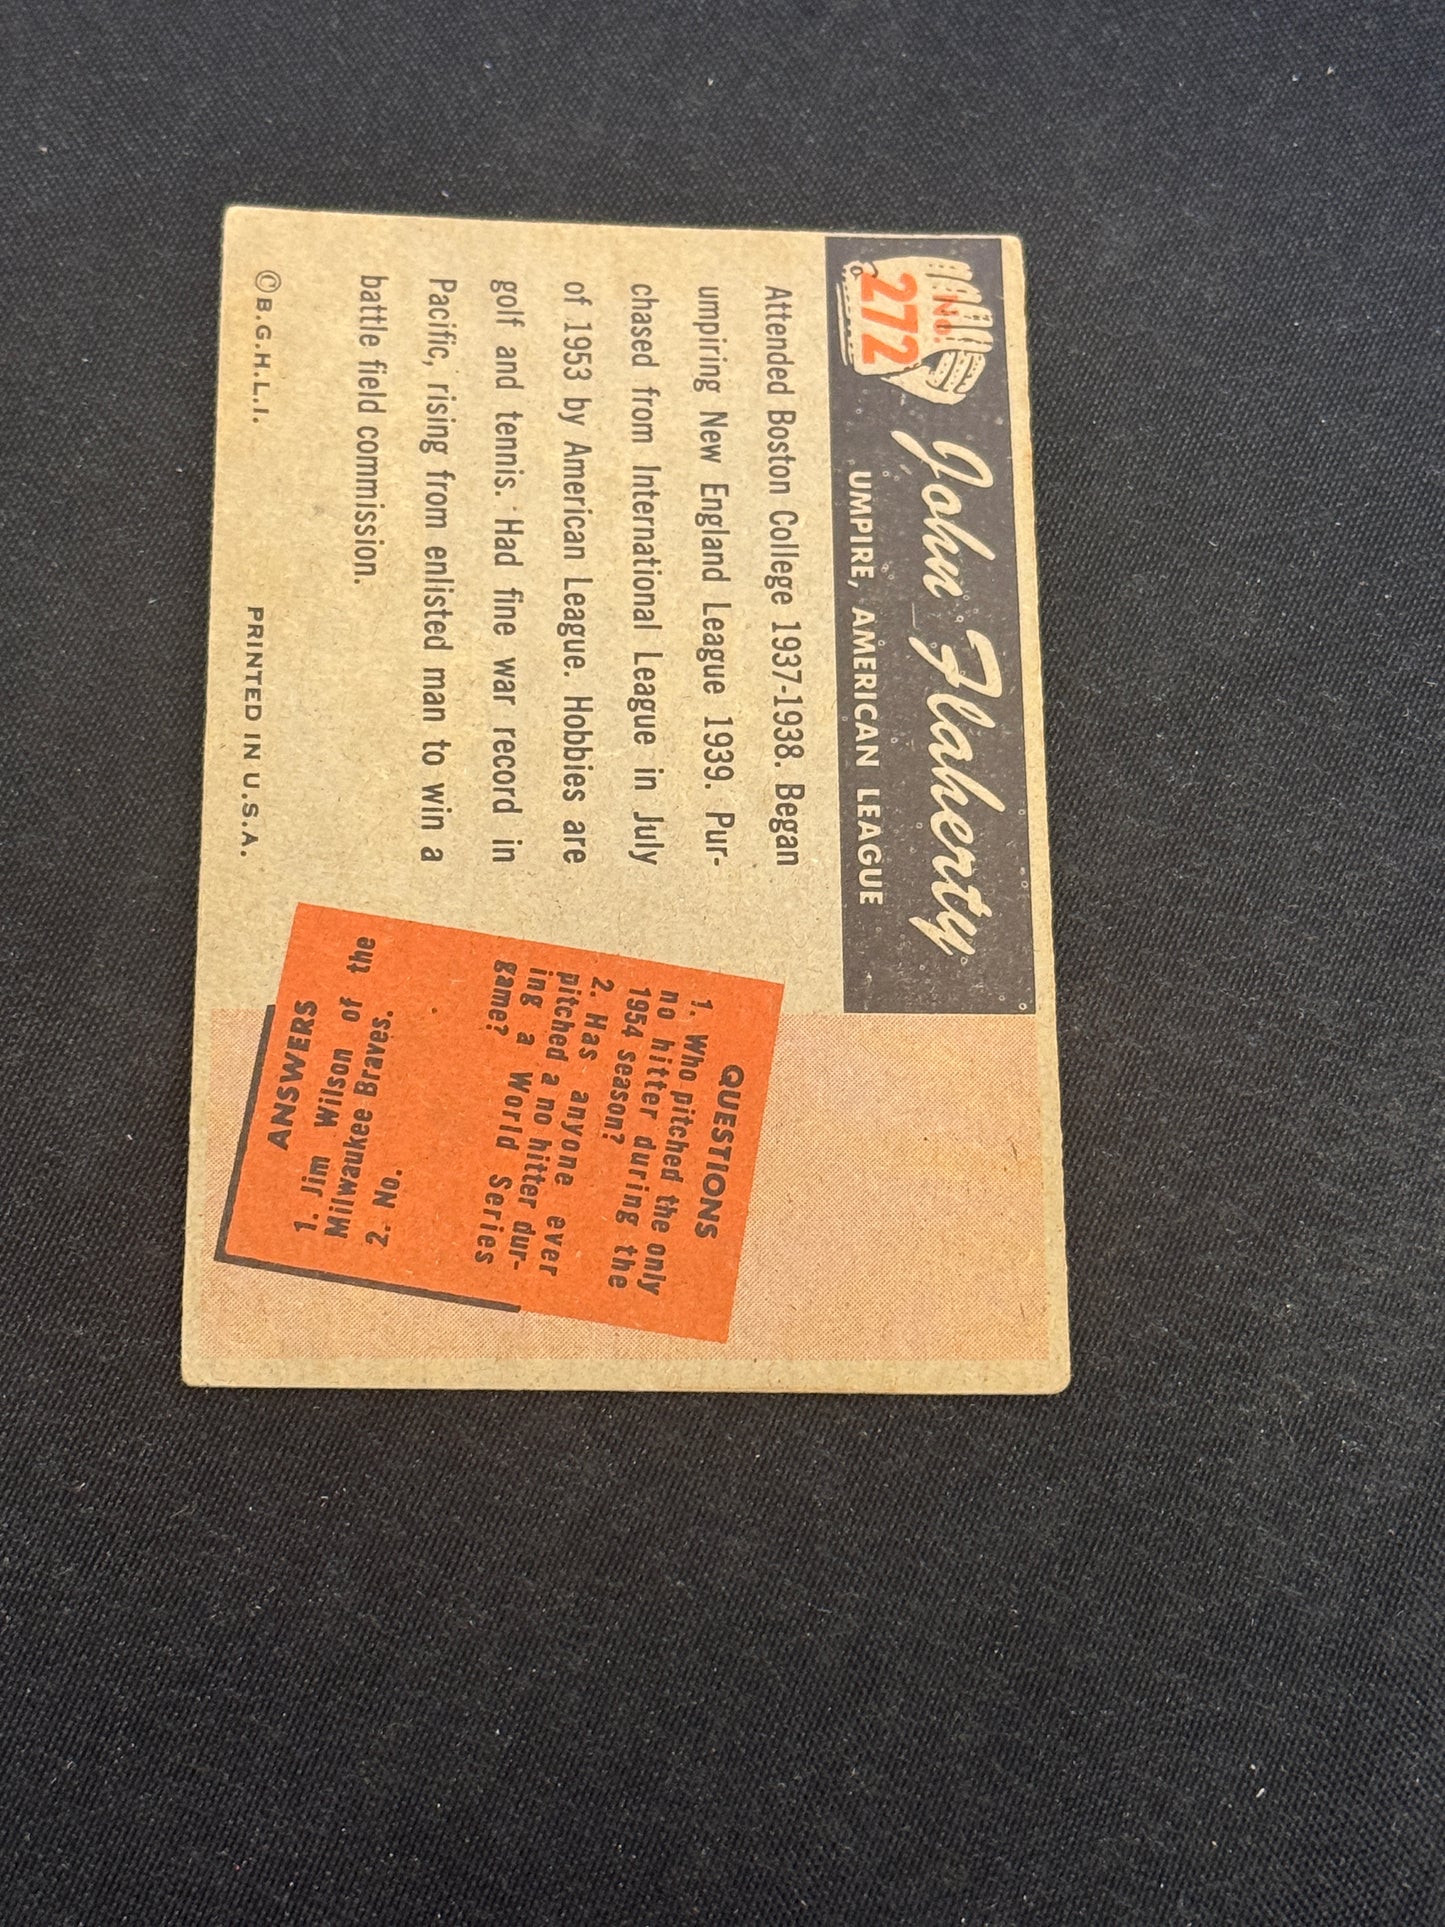 No.
272
John Flaherty
UMPIRE, AMERICAN LEAGUE
Attended Boston College 1937-1938. Began
umpiring New England League 1939. Pur-
chased from International League in July
of 1953 by American League. Hobbies are
golf and tennis. Had fine war record in
Pacific, rising from enlisted man to win a
battle field commission.
©B.G.H.L.I.
PRINTED IN U.S.A.
QUESTIONS
1. Who pitched the only
no hitter during the
1954 season?
2. Has anyone ever
pitched a no hitter dur-
ing a World Series
game?
ANSWERS
1. Jim Wilson of the
Milwaukee Braves.
2. No.